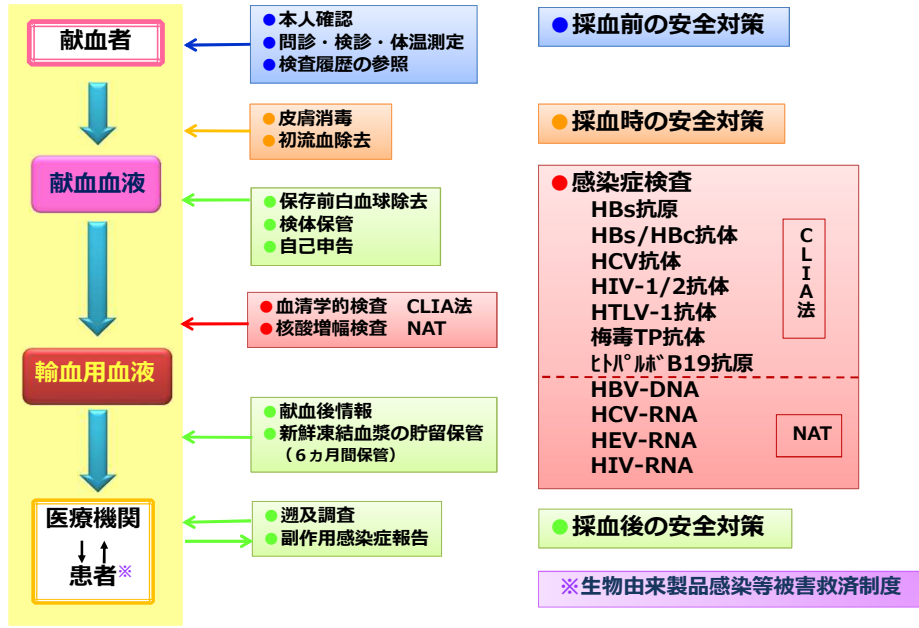 献血者
●本人確認
●問診・検診・体温測定
●検査履歴の参照
●採血前の安全対策
●皮膚消毒
●初流血除去
●採血時の安全対策
献血血液
●保存前白血球除去
●検体保管
●自己申告
●血清学的検査 CLIA法
●核酸増幅検査 NAT
●感染症検査
HBs抗原
HBs/HBc抗体
HCV抗体
HIV-1/2抗体
HTLV-1抗体
梅毒TP抗体
ﾋﾄﾊﾟﾙﾎﾞB19抗原
CLIA法
HBV-DNA
HCV-RNA
HEV-RNA
HIV-RNA
NAT
輸血用血液
●献血後情報
●新鮮凍結血漿の貯留保管
（６ヵ月間保管）
医療機関
患者※
●遡及調査
●副作用感染症報告
●採血後の安全対策
※生物由来製品感染等被害救済制度